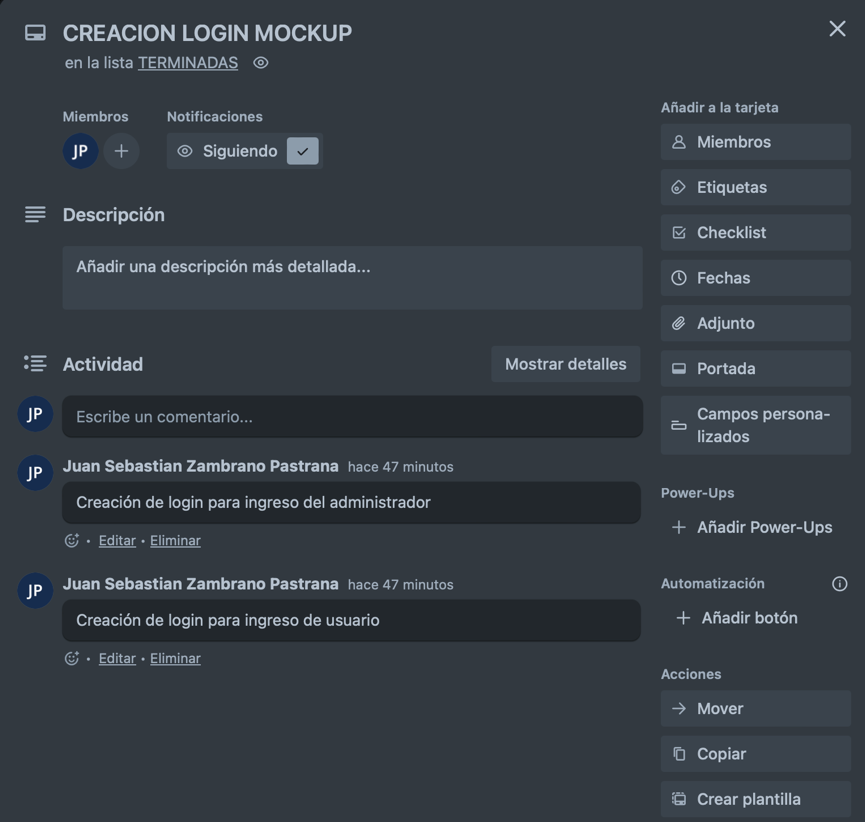 CREACION LOGIN MOCKUP
en la lista TERMINADAS
Miembros
Notificaciones
JP
Siguiendo
Descripción
Añadir una descripción más detallada...
Actividad
Mostrar detalles
JP
Escribe un comentario...
JP
Juan Sebastian Zambrano Pastrana hace 47 minutos
Creación de login para ingreso del administrador
• Editar • Eliminar
JP
Juan Sebastian Zambrano Pastrana hace 47 minutos
Creación de login para ingreso de usuario
• Editar • Eliminar
Añadir a la tarjeta
Miembros
Etiquetas
Checklist
Fechas
Adjunto
Portada
Campos persona-
lizados
Power-Ups
Añadir Power-Ups
Automatización
Añadir botón
Acciones
Mover
Copiar
Crear plantilla